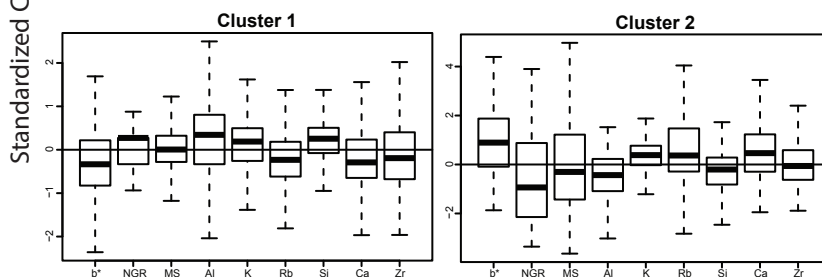 Cluster 1
Cluster 2
Standardized C
2
1
0
−1
−2
4
2
0
−2
b* NGR MS Al K Rb Si Ca Zr
b* NGR MS Al K Rb Si Ca Zr